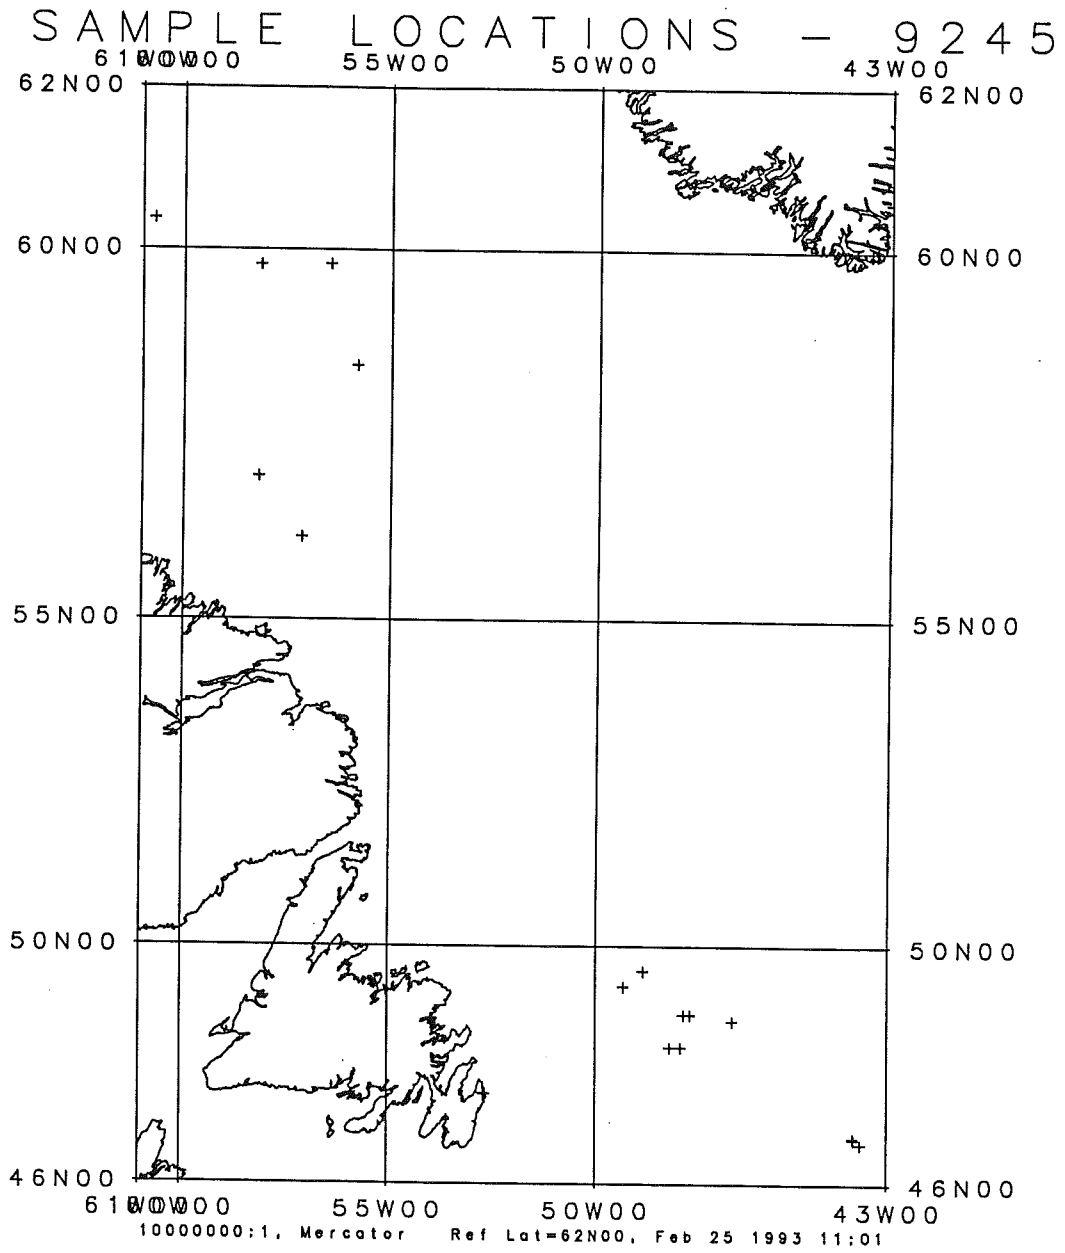 SAMPLE LOCATIONS - 9245
55W00 50W00 43W00
62N00 62N00
60N00 60N00
55N00 55N00
50N00 50N00
46N00 46N00
55W00 50W00 43W00
10000000:1, Mercator Ref Lat=62N00, Feb 25 1993 11:01